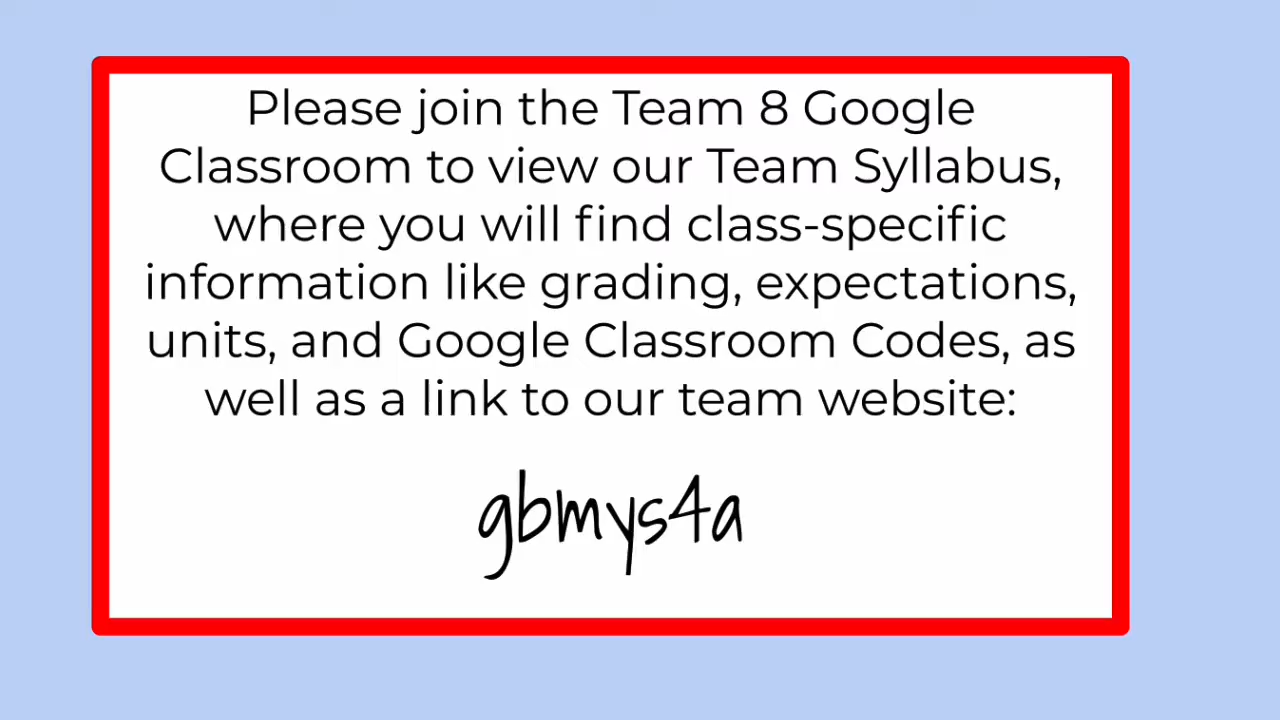 Please join the Team 8 Google
Classroom to view our Team Syllabus,
where you will find class-specific
information like grading, expectations,
units, and Google Classroom Codes, as
well as a link to our team website:
gbmys4a